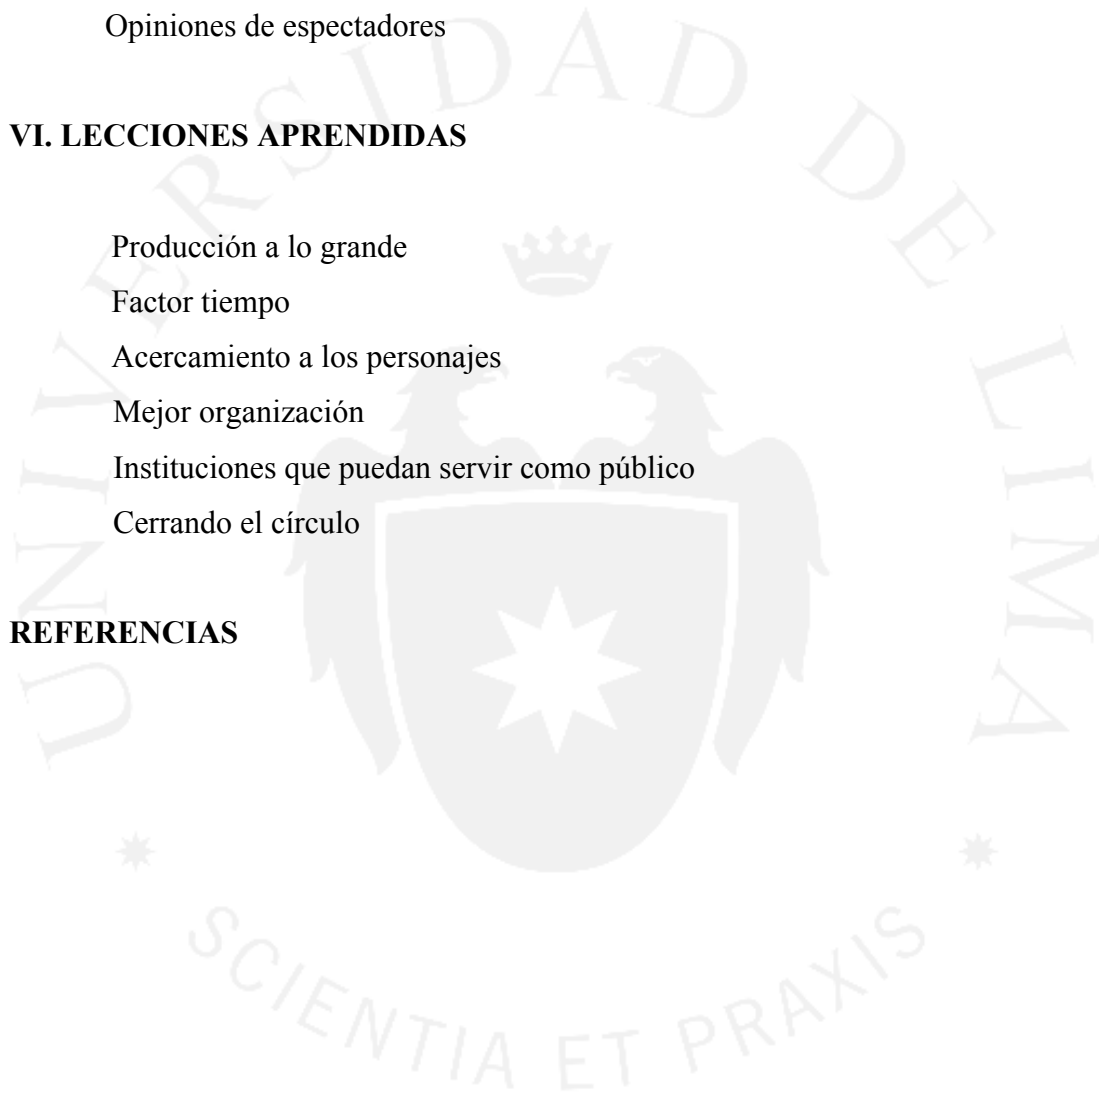 Opiniones de espectadores
VI. LECCIONES APRENDIDAS
Producción a lo grande
Factor tiempo
Acercamiento a los personajes
Mejor organización
Instituciones que puedan servir como público
Cerrando el círculo
REFERENCIAS
UNIVERSIDAD DE LIMA
SCIENTIA ET PRAXIS